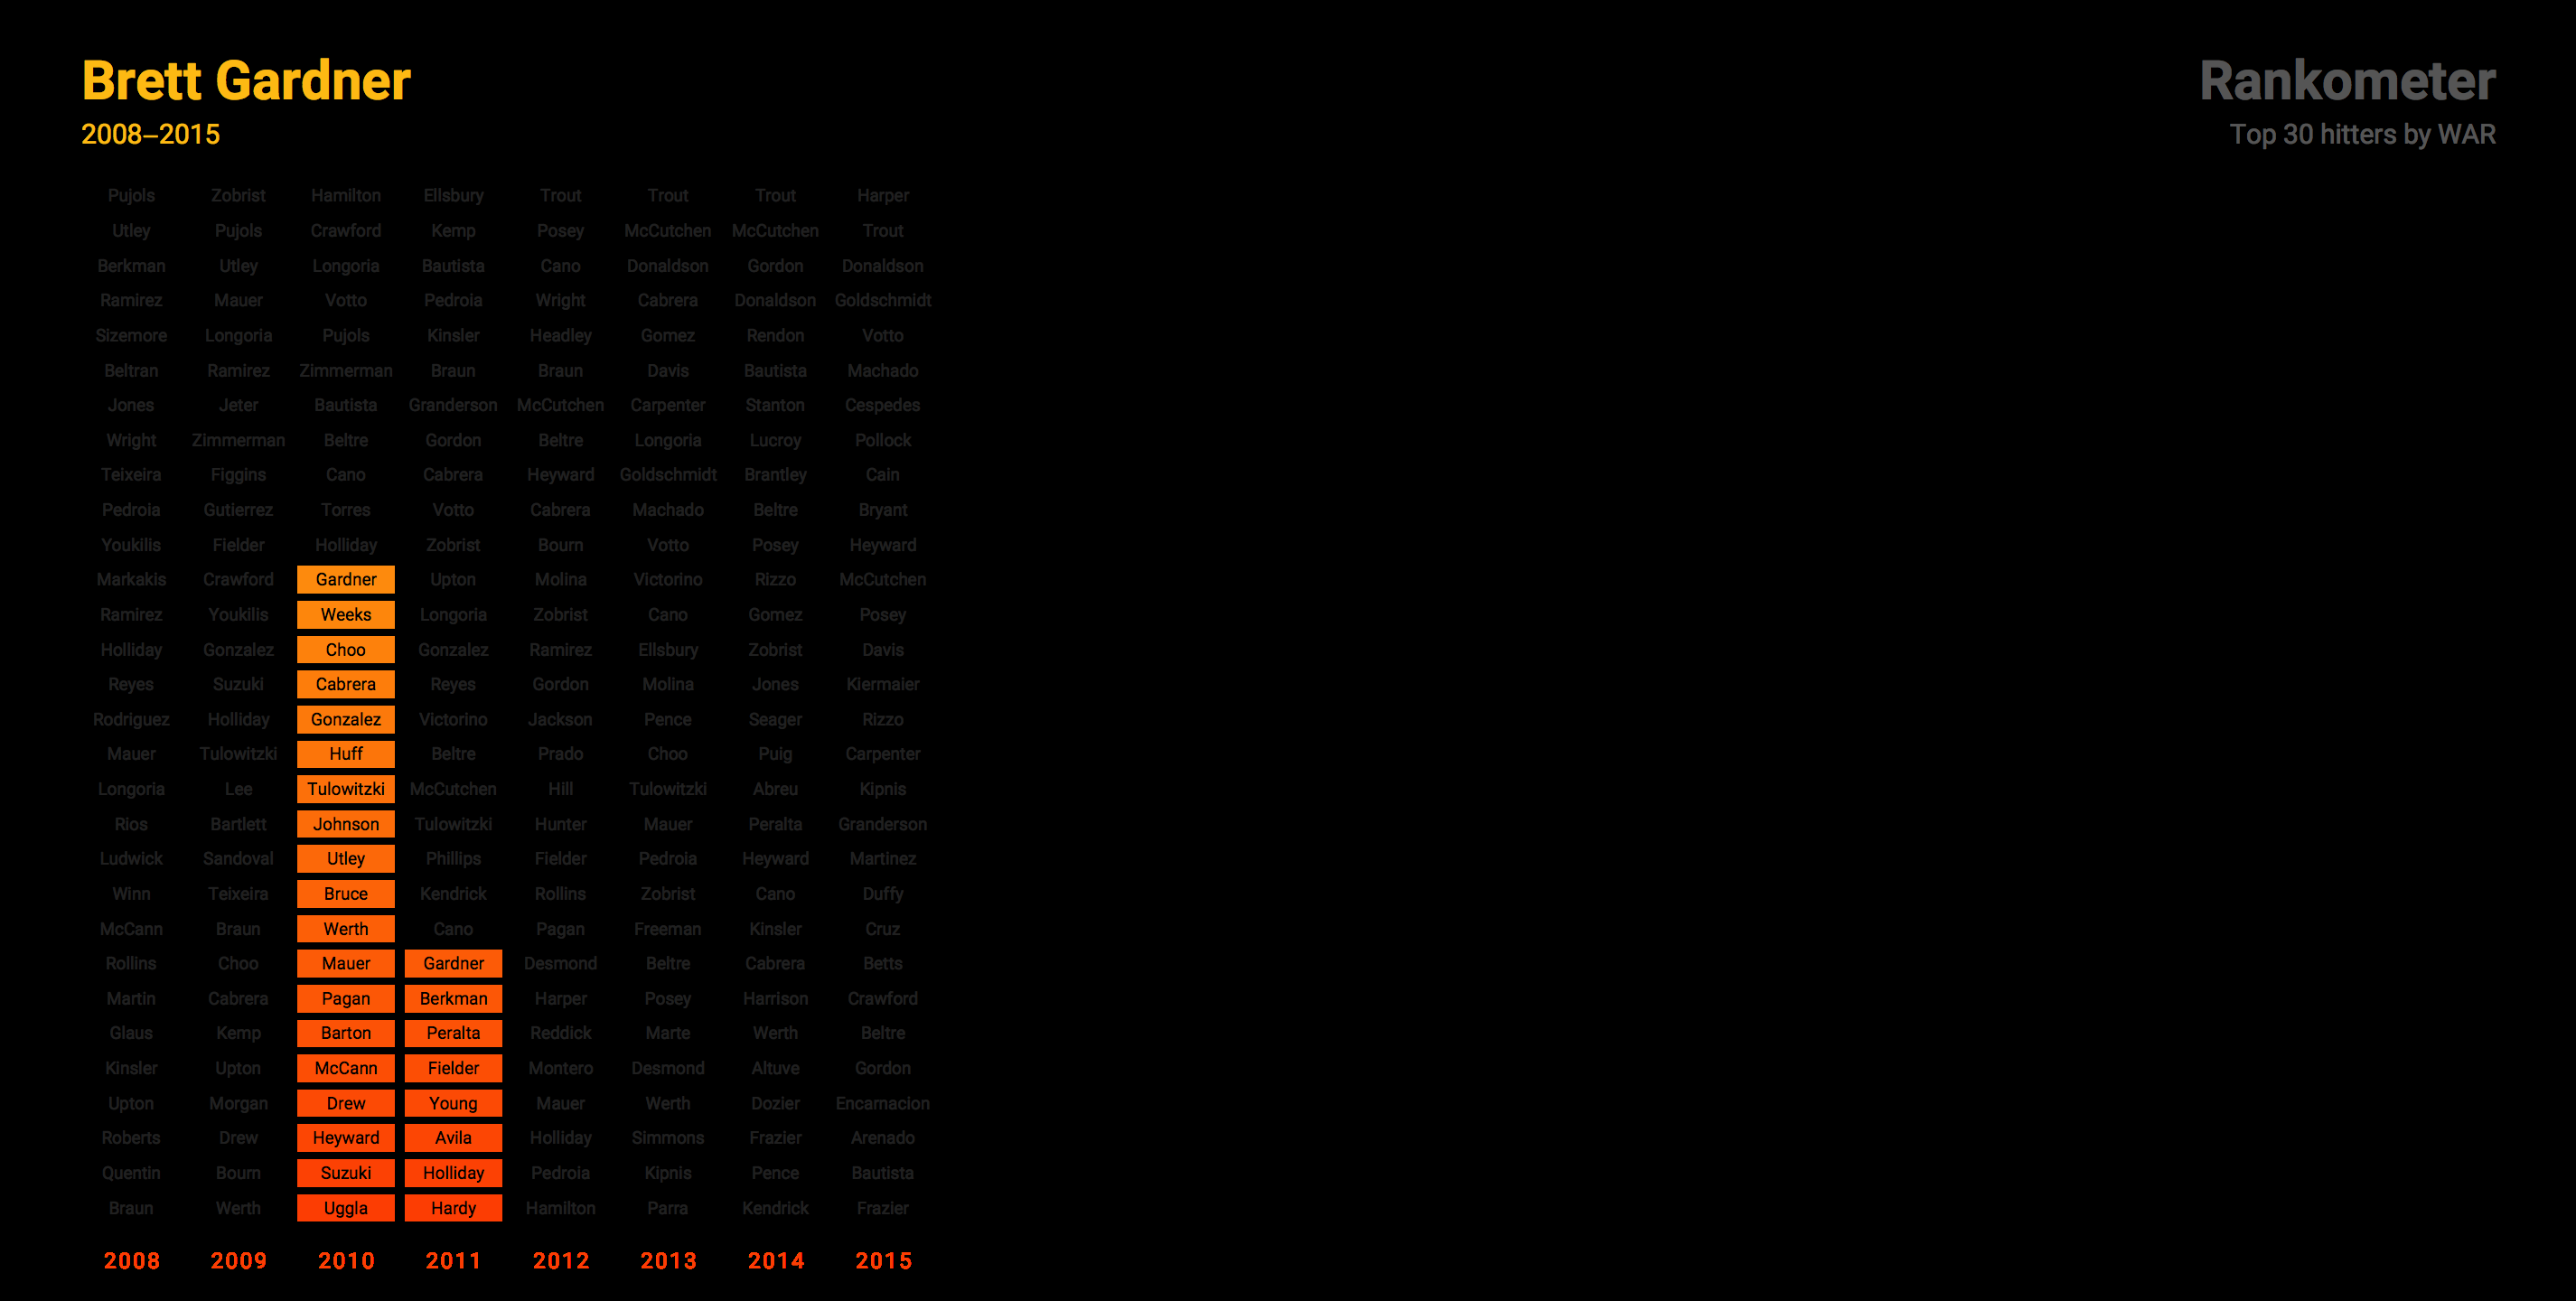 Brett Gardner
2008–2015
Rankometer
Top 30 hitters by WAR
Pujols Zobrist Hamilton Ellsbury Trout Trout Trout Harper
Utley Pujols Crawford Kemp Posey McCutchen McCutchen Trout
Berkman Utley Longoria Bautista Cano Donaldson Gordon Donaldson
Ramirez Mauer Votto Pedroia Wright Cabrera Donaldson Goldschmidt
Sizemore Longoria Pujols Kinsler Headley Gomez Rendon Votto
Beltran Ramirez Zimmerman Braun Braun Davis Bautista Machado
Jones Jeter Bautista Granderson McCutchen Carpenter Stanton Cespedes
Wright Zimmerman Beltre Gordon Beltre Longoria Lucroy Pollock
Teixeira Figgins Cano Cabrera Heyward Goldschmidt Brantley Cain
Pedroia Gutierrez Torres Votto Cabrera Machado Beltre Bryant
Youkilis Fielder Holliday Zobrist Bourn Votto Posey Heyward
Markakis Crawford Gardner Upton Molina Victorino Rizzo McCutchen
Ramirez Youkilis Weeks Longoria Zobrist Cano Gomez Posey
Holliday Gonzalez Choo Gonzalez Ramirez Ellsbury Zobrist Davis
Reyes Suzuki Cabrera Reyes Gordon Molina Jones Kiermaier
Rodriguez Holliday Gonzalez Victorino Jackson Pence Seager Rizzo
Mauer Tulowitzki Huff Beltre Prado Choo Puig Carpenter
Longoria Lee Tulowitzki McCutchen Hill Tulowitzki Abreu Kipnis
Rios Bartlett Johnson Tulowitzki Hunter Mauer Peralta Granderson
Ludwick Sandoval Utley Phillips Fielder Pedroia Heyward Martinez
Winn Teixeira Bruce Kendrick Rollins Zobrist Cano Duffy
McCann Braun Werth Cano Pagan Freeman Kinsler Cruz
Rollins Choo Mauer Gardner Desmond Beltre Cabrera Betts
Martin Cabrera Pagan Berkman Harper Posey Harrison Crawford
Glaus Kemp Barton Peralta Reddick Marte Werth Beltre
Kinsler Upton McCann Fielder Montero Desmond Altuve Gordon
Upton Morgan Drew Young Mauer Werth Dozier Encarnacion
Roberts Drew Heyward Avila Holliday Simmons Frazier Arenado
Quentin Bourn Suzuki Holliday Pedroia Kipnis Pence Bautista
Braun Werth Uggla Hardy Hamilton Parra Kendrick Frazier
2008 2009 2010 2011 2012 2013 2014 2015